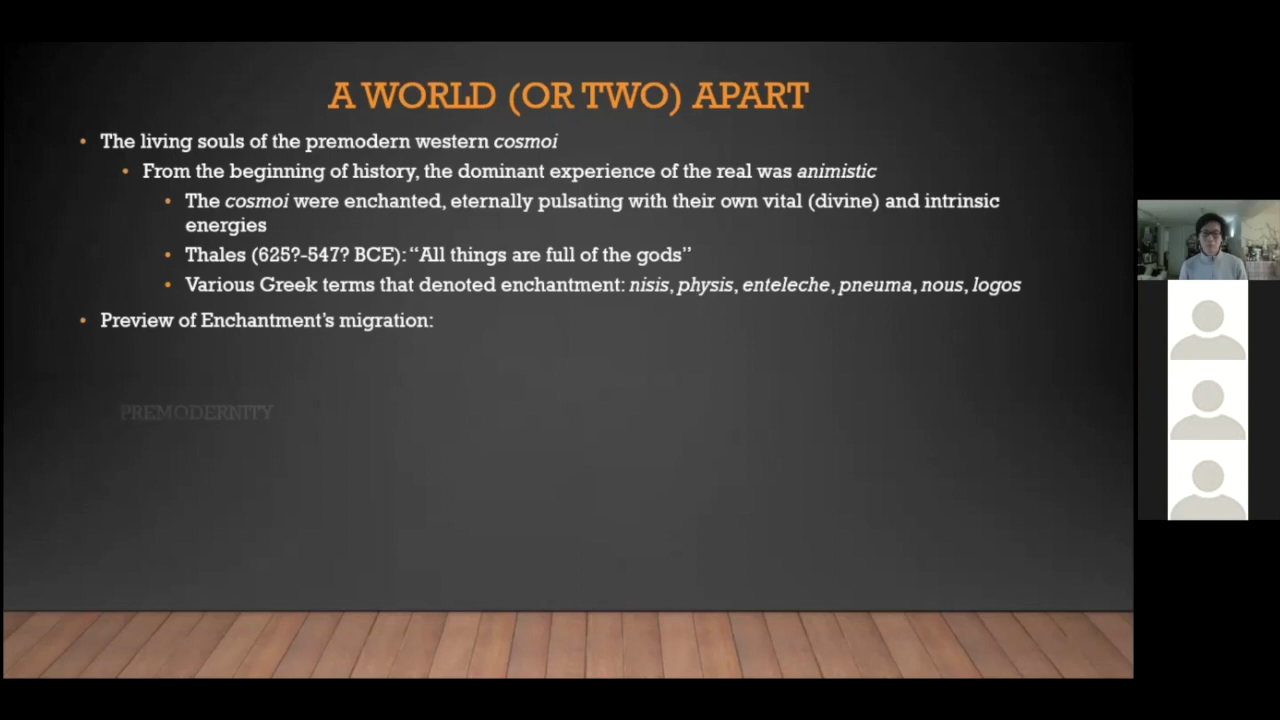 A WORLD (OR TWO) APART
• The living souls of the premodern western cosmoi
• From the beginning of history, the dominant experience of the real was animistic
• The cosmoi were enchanted, eternally pulsating with their own vital (divine) and intrinsic
energies
• Thales (625?-547? BCE): “All things are full of the gods”
• Various Greek terms that denoted enchantment: nisis, physis, enteleche, pneuma, nous, logos
• Preview of Enchantment’s migration:
PREMODERNITY